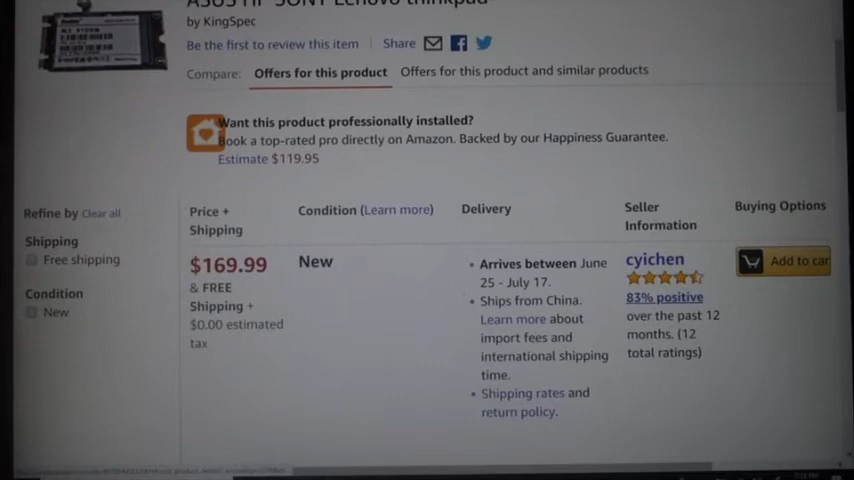 ASUS HP SONY Lenovo thinkpad
by KingSpec
Be the first to review this item Share
Compare: Offers for this product Offers for this product and similar products
Want this product professionally installed?
Book a top-rated pro directly on Amazon. Backed by our Happiness Guarantee.
Estimate $119.95
Refine by Clear all
Shipping
Free shipping
Condition
New
Price +
Shipping
Condition (Learn more)
Delivery
Seller
Information
Buying Options
$169.99
& FREE
Shipping +
$0.00 estimated
tax
New
• Arrives between June
25 - July 17.
• Ships from China.
Learn more about
import fees and
international shipping
time.
• Shipping rates and
return policy.
cyichen
83% positive
over the past 12
months. (12
total ratings)
Add to car